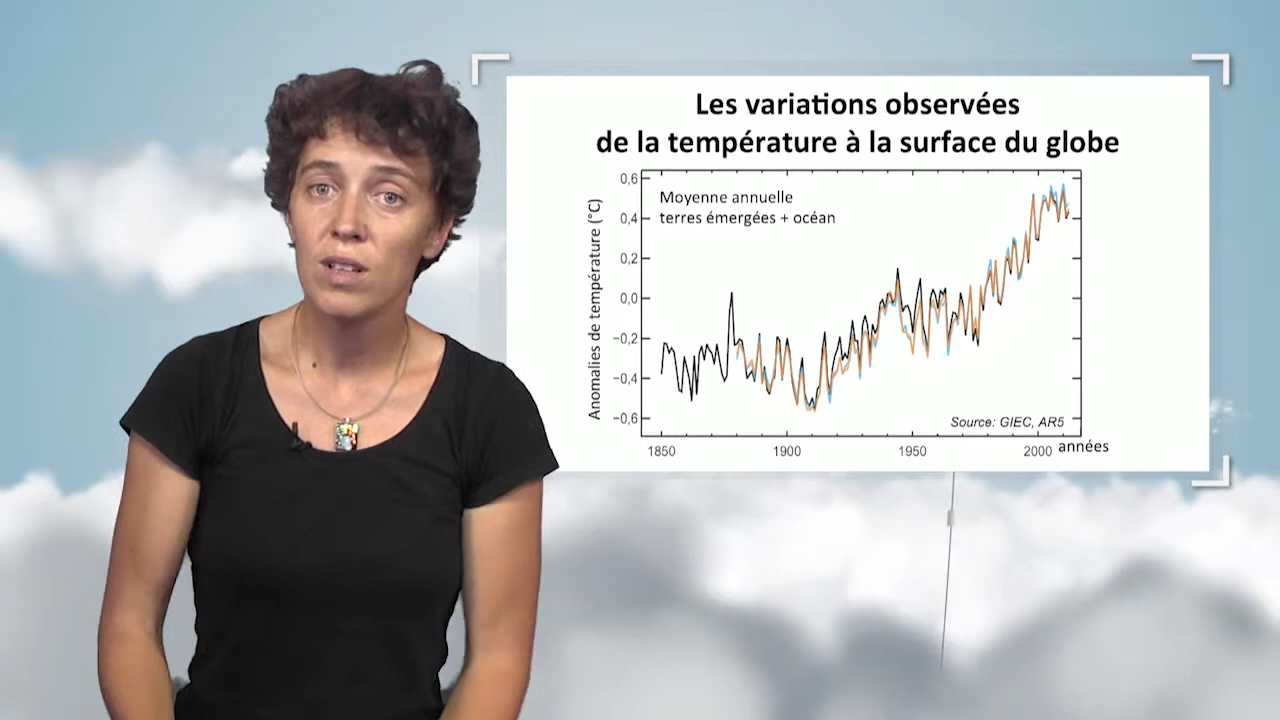 Les variations observées
de la température à la surface du globe
Moyenne annuelle
terres émergées + océan
Anomalies de température (°C)
0,6
0,4
0,2
0,0
−0,2
−0,4
−0,6
Source: GIEC, AR5
1850
1900
1950
2000
années